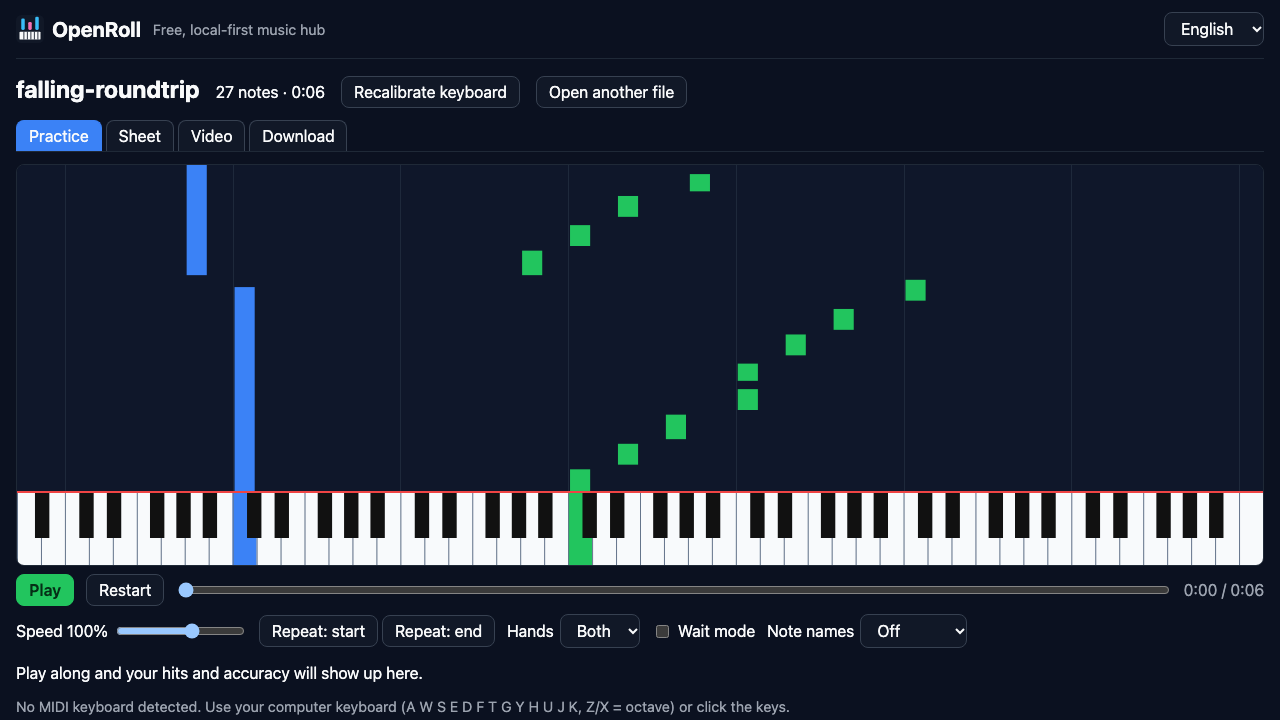 OpenRoll Free, local-first music hub English
falling-roundtrip 27 notes · 0:06 Recalibrate keyboard Open another file
Practice Sheet Video Download
Play Restart 0:00 / 0:06
Speed 100% Repeat: start Repeat: end Hands Both Wait mode Note names Off
Play along and your hits and accuracy will show up here.
No MIDI keyboard detected. Use your computer keyboard (A W S E D F T G Y H U J K, Z/X = octave) or click the keys.